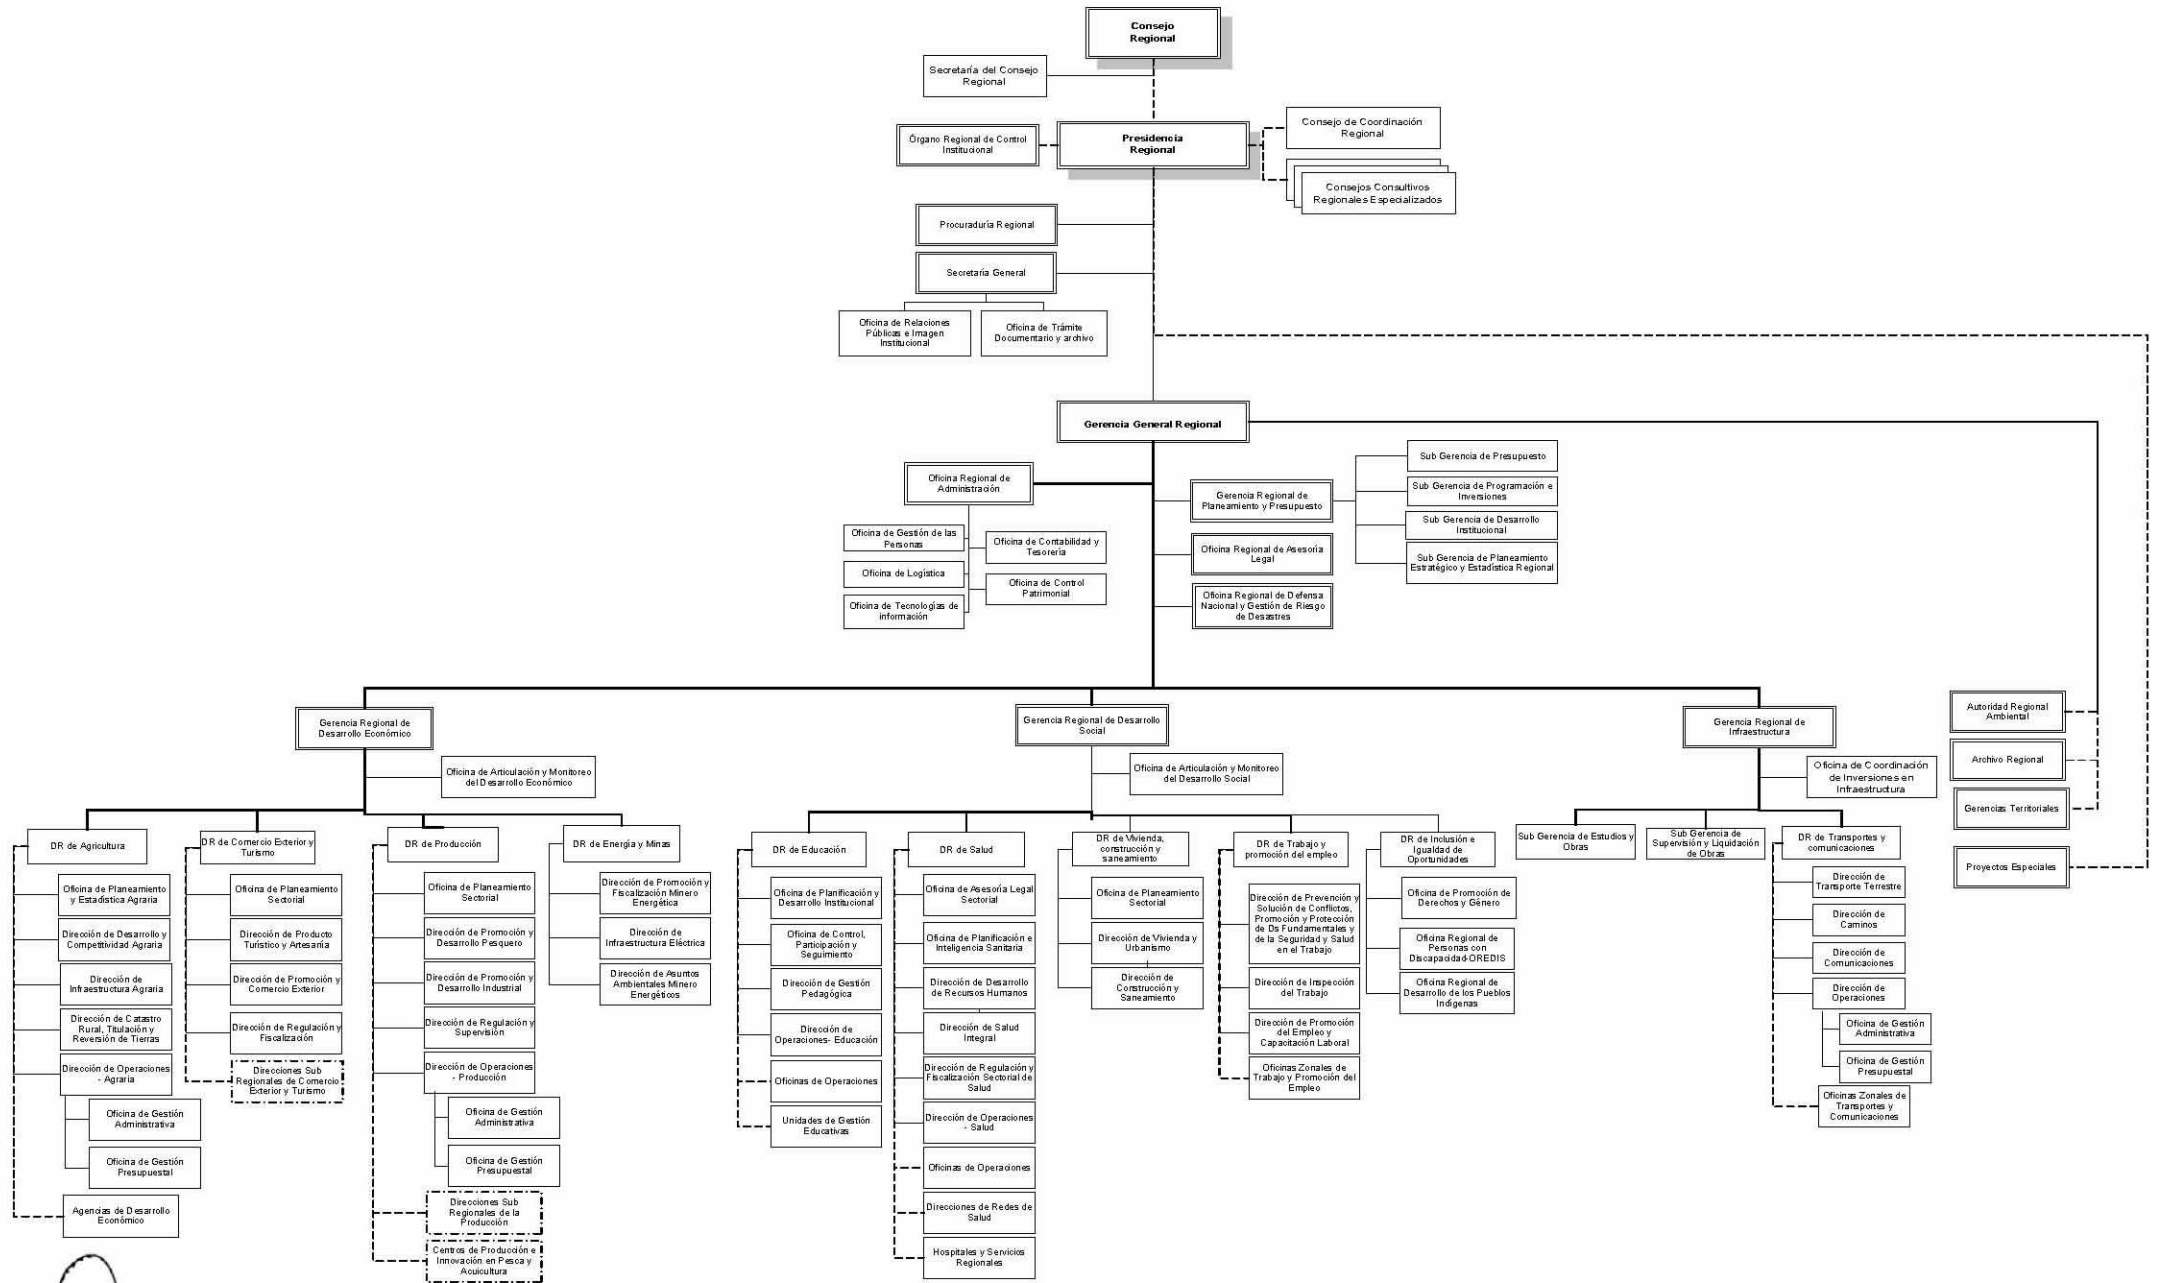 Consejo
Regional
Secretaría del Consejo
Regional
Órgano Regional de Control
Institucional
Presidencia
Regional
Consejo de Coordinación
Regional
Consejos Consultivos
Regionales Especializados
Procuraduría Regional
Secretaría General
Oficina de Relaciones
Públicas e Imagen
Institucional
Oficina de Trámite
Documentario y archivo
Gerencia General Regional
Oficina Regional de
Administración
Oficina de Gestión de las
Personas
Oficina de Contabilidad y
Tesorería
Oficina de Logística
Oficina de Control
Patrimonial
Oficina de Tecnologías de
información
Gerencia Regional de
Planeamiento y Presupuesto
Oficina Regional de Asesoría
Legal
Oficina Regional de Defensa
Nacional y Gestión de Riesgo
de Desastres
Sub Gerencia de Presupuesto
Sub Gerencia de Programación e
Inversiones
Sub Gerencia de Desarrollo
Institucional
Sub Gerencia de Planeamiento
Estratégico y Estadística Regional
Gerencia Regional de
Desarrollo Económico
Oficina de Articulación y Monitoreo
del Desarrollo Económico
DR de Agricultura
Oficina de Planeamiento
y Estadística Agraria
Dirección de Desarrollo y
Competitividad Agraria
Dirección de
Infraestructura Agraria
Dirección de Catastro
Rural, Titulación y
Reversión de Tierras
Dirección de Operaciones
- Agraria
Oficina de Gestión
Administrativa
Oficina de Gestión
Presupuestal
Agencias de Desarrollo
Económico
DR de Comercio Exterior y
Turismo
Oficina de Planeamiento
Sectorial
Dirección de Producto
Turístico y Artesanía
Dirección de Promoción y
Comercio Exterior
Dirección de Regulación y
Fiscalización
Direcciones Sub
Regionales de Comercio
Exterior y Turismo
DR de Producción
Oficina de Planeamiento
Sectorial
Dirección de Promoción y
Desarrollo Pesquero
Dirección de Promoción y
Desarrollo Industrial
Dirección de Regulación y
Supervisión
Dirección de Operaciones
- Producción
Oficina de Gestión
Administrativa
Oficina de Gestión
Presupuestal
Direcciones Sub
Regionales de la
Producción
Centros de Producción e
Innovación en Pesca y
Acuicultura
DR de Energía y Minas
Dirección de Promoción y
Fiscalización Minero
Energética
Dirección de
Infraestructura Eléctrica
Dirección de Asuntos
Ambientales Minero
Energéticos
Gerencia Regional de Desarrollo
Social
Oficina de Articulación y Monitoreo
del Desarrollo Social
DR de Educación
Oficina de Planificación y
Desarrollo Institucional
Oficina de Control,
Participación y
Seguimiento
Dirección de Gestión
Pedagógica
Dirección de
Operaciones- Educación
Oficinas de Operaciones
Unidades de Gestión
Educativas
DR de Salud
Oficina de Asesoría Legal
Sectorial
Oficina de Planificación e
Inteligencia Sanitaria
Dirección de Desarrollo
de Recursos Humanos
Dirección de Salud
Integral
Dirección de Regulación y
Fiscalización Sectorial de
Salud
Dirección de Operaciones
- Salud
Oficinas de Operaciones
Direcciones de Redes de
Salud
Hospitales y Servicios
Regionales
DR de Vivienda,
construcción y
saneamiento
Oficina de Planeamiento
Sectorial
Dirección de Vivienda y
Urbanismo
Dirección de
Construcción y
Saneamiento
DR de Trabajo y
promoción del empleo
Dirección de Prevención y
Solución de Conflictos,
Promoción y Protección
de Ds Fundamentales y
de la Seguridad y Salud
en el Trabajo
Dirección de Inspección
del Trabajo
Dirección de Promoción
del Empleo y
Capacitación Laboral
Oficinas Zonales de
Trabajo y Promoción del
Empleo
DR de Inclusión e
Igualdad de
Oportunidades
Oficina de Promoción de
Derechos y Género
Oficina Regional de
Personas con
Discapacidad-OREDIS
Oficina Regional de
Desarrollo de los Pueblos
Indígenas
Gerencia Regional de
Infraestructura
Oficina de Coordinación
de Inversiones en
Infraestructura
Sub Gerencia de Estudios y
Obras
Sub Gerencia de
Supervisión y Liquidación
de Obras
DR de Transportes y
comunicaciones
Dirección de
Transporte Terrestre
Dirección de
Caminos
Dirección de
Comunicaciones
Dirección de
Operaciones
Oficina de Gestión
Administrativa
Oficina de Gestión
Presupuestal
Oficinas Zonales de
Transportes y
Comunicaciones
Autoridad Regional
Ambiental
Archivo Regional
Gerencias Territoriales
Proyectos Especiales